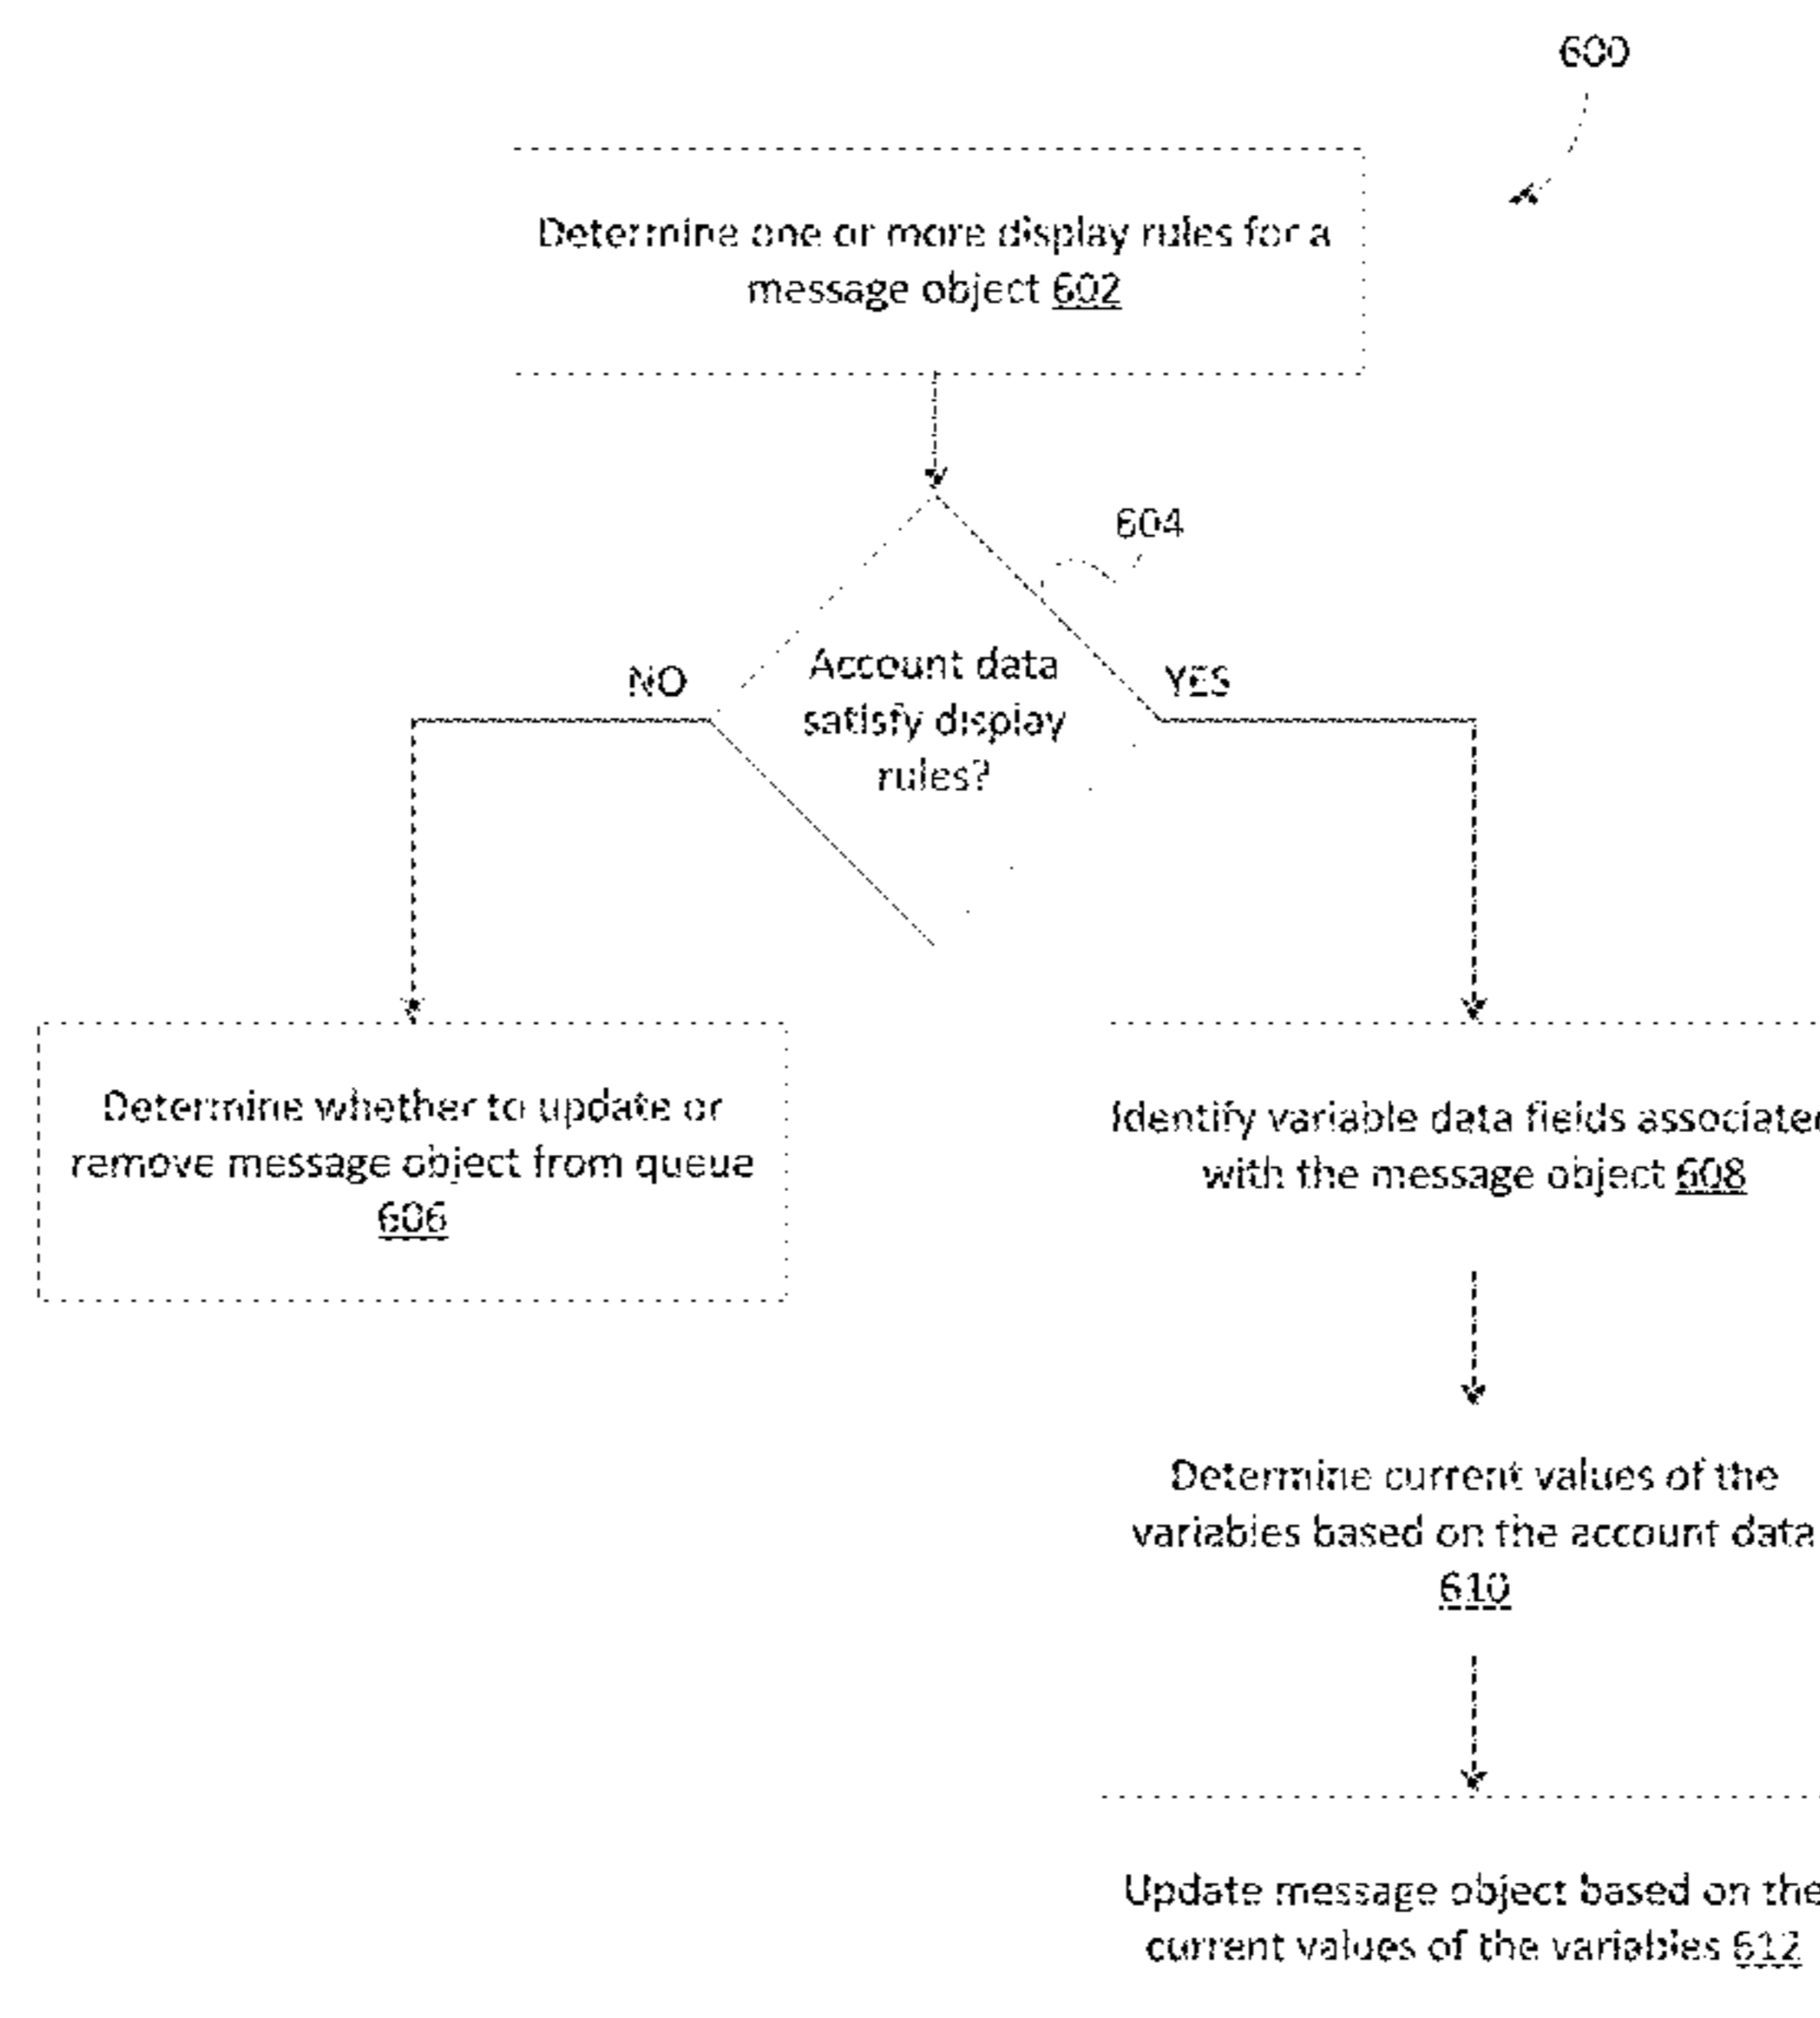 600
Determine one or more display rules for a
message object 602
604
NO
YES
Account data
satisfy display
rules?
Determine whether to update or
remove message object from queue
606
Identify variable data fields associated
with the message object 608
Determine current values of the
variables based on the account data
610
Update message object based on the
current values of the variables 612